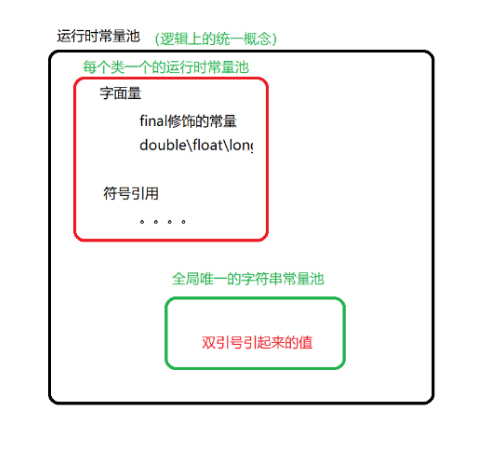 运行时常量池 (逻辑上的统一概念)
每个类一个的运行时常量池
字面量
final修饰的常量
double\float\long
符号引用
。。。。
全局唯一的字符串常量池
双引号引起来的值